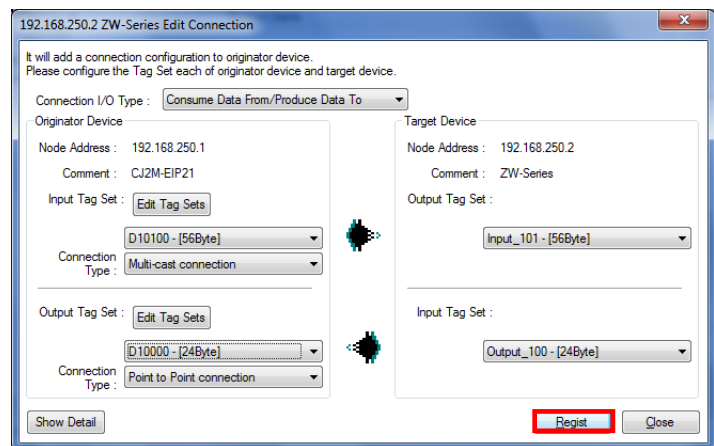 192.168.250.2 ZW-Series Edit Connection
It will add a connection configuration to originator device.
Please configure the Tag Set each of originator device and target device.
Connection I/O Type : Consume Data From/Produce Data To
Originator Device
Node Address : 192.168.250.1
Comment : CJ2M-EIP21
Input Tag Set : Edit Tag Sets
D10100 - [56Byte]
Connection
Type : Multi-cast connection
Output Tag Set : Edit Tag Sets
D10000 - [24Byte]
Connection
Type : Point to Point connection
Target Device
Node Address : 192.168.250.2
Comment : ZW-Series
Output Tag Set :
Input_101 - [56Byte]
Input Tag Set :
Output_100 - [24Byte]
Show Detail
Regist
Close